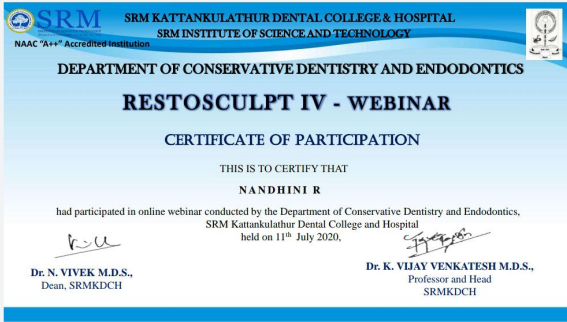 SRM
SRM KATTANKULATHUR DENTAL COLLEGE & HOSPITAL
SRM INSTITUTE OF SCIENCE AND TECHNOLOGY
NAAC "A++" Accredited Institution
DEPARTMENT OF CONSERVATIVE DENTISTRY AND ENDODONTICS
RESTOSCULPT IV - WEBINAR
CERTIFICATE OF PARTICIPATION
THIS IS TO CERTIFY THAT
NANDHINI R
had participated in online webinar conducted by the Department of Conservative Dentistry and Endodontics,
SRM Kattankulathur Dental College and Hospital
held on 11th July 2020,
Dr. N. VIVEK M.D.S.,
Dean, SRMKDCH
Dr. K. VIJAY VENKATESH M.D.S.,
Professor and Head
SRMKDCH